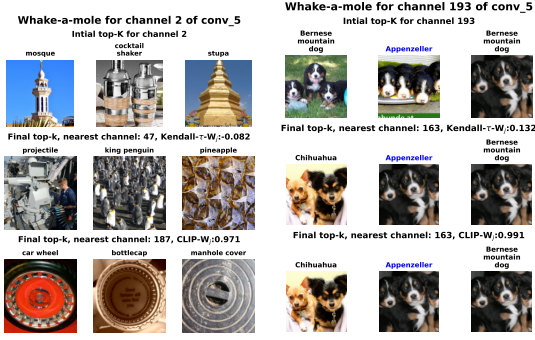 Whake-a-mole for channel 2 of conv_5
Intial top-K for channel 2
mosque
cocktail
shaker
stupa
Final top-k, nearest channel: 47, Kendall-τ-Wⱼ:-0.082
projectile
king penguin
pineapple
Final top-k, nearest channel: 187, CLIP-Wⱼ:0.971
car wheel
bottlecap
manhole cover
Whake-a-mole for channel 193 of conv_5
Intial top-K for channel 193
Bernese
mountain
dog
Appenzeller
Bernese
mountain
dog
Final top-k, nearest channel: 163, Kendall-τ-Wⱼ:0.132
Chihuahua
Appenzeller
Bernese
mountain
dog
Final top-k, nearest channel: 163, CLIP-Wⱼ:0.991
Chihuahua
Appenzeller
Bernese
mountain
dog